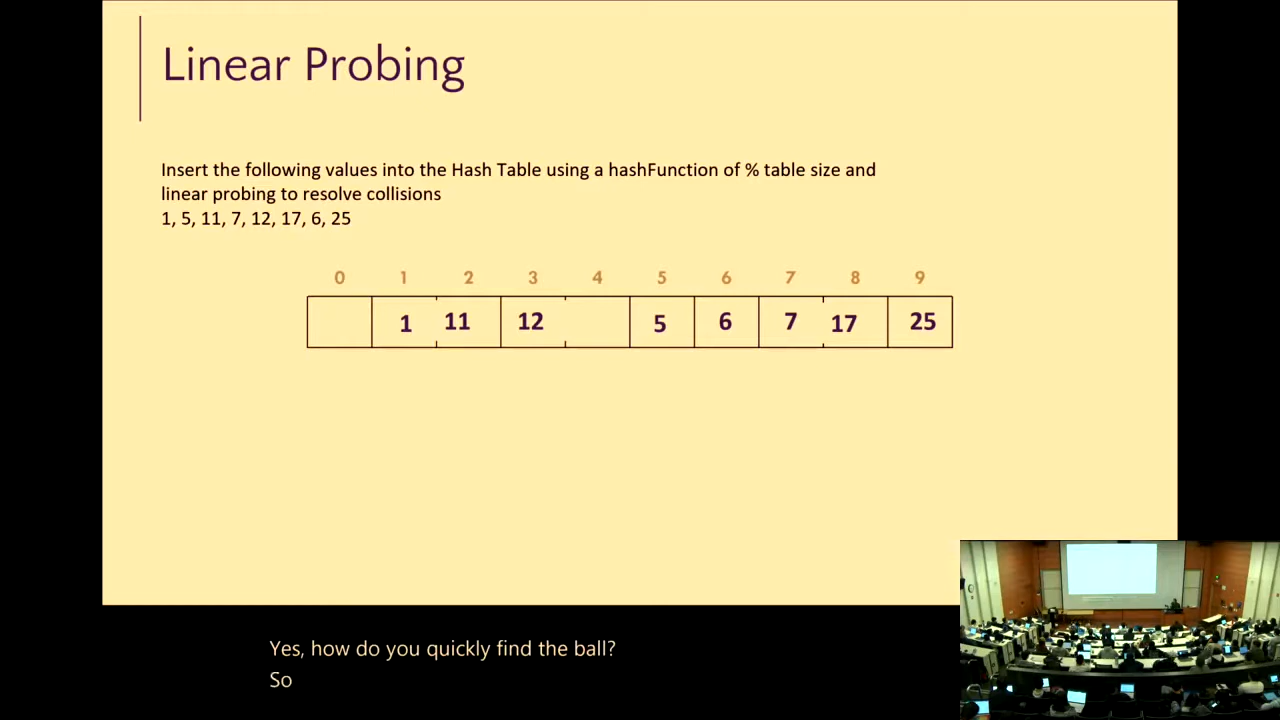 Linear Probing
Insert the following values into the Hash Table using a hashFunction of % table size and
linear probing to resolve collisions
1, 5, 11, 7, 12, 17, 6, 25
0 1 2 3 4 5 6 7 8 9
1 11 12 5 6 7 17 25
Yes, how do you quickly find the ball?
So